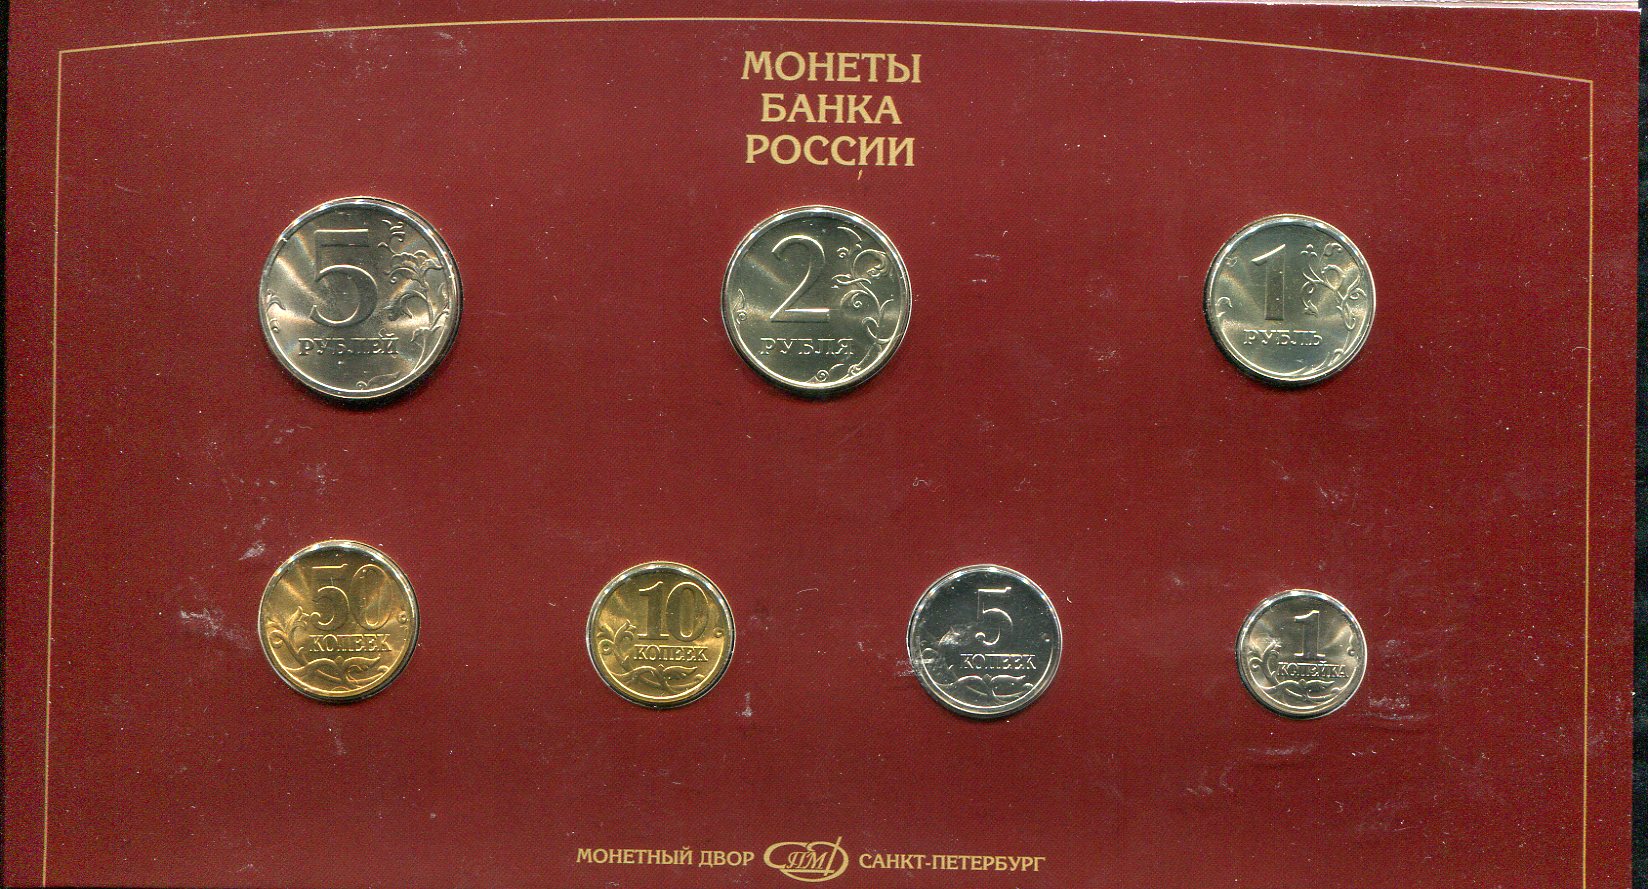 МОНЕТЫ
БАНКА
РОССИИ
5
РУБЛЕЙ
2
РУБЛЯ
1
РУБЛЬ
50
КОПЕЕК
10
КОПЕЕК
5
КОПЕЕК
1
КОПЕЙКА
МОНЕТНЫЙ ДВОР СПМД САНКТ-ПЕТЕРБУРГ